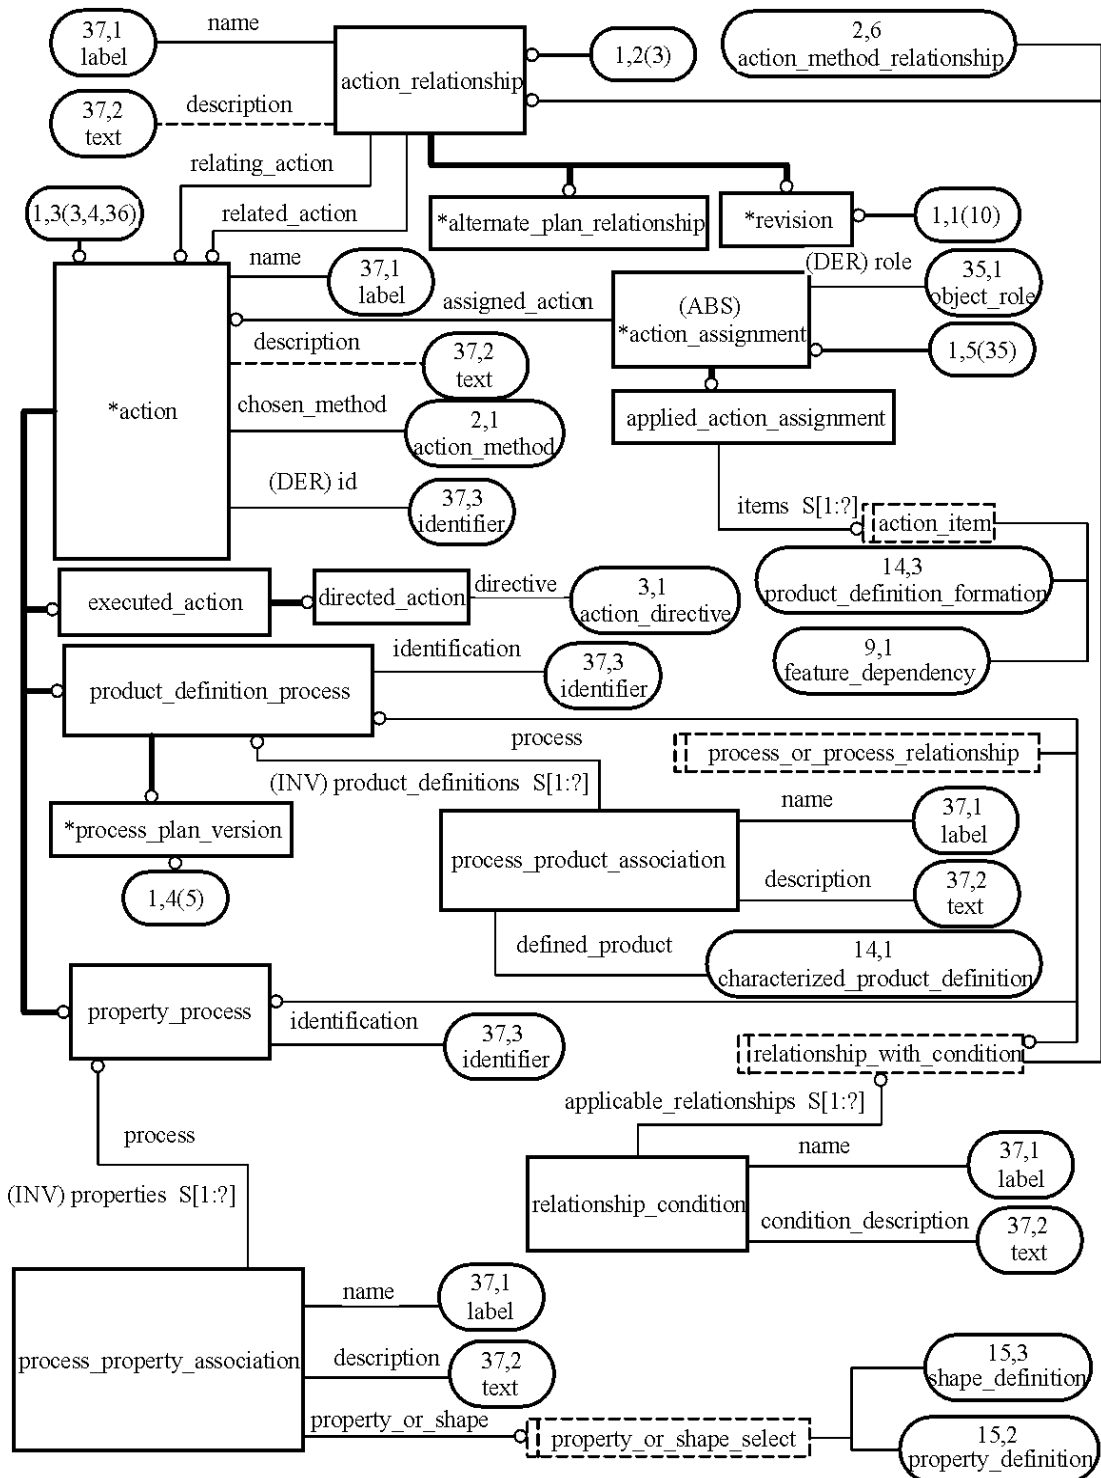 37,1
label
name
action_relationship
1,2(3)
2,6
action_method_relationship
37,2
text
description
relating_action
1,3(3,4,36)
related_action
*alternate_plan_relationship
*revision
1,1(10)
name
37,1
label
(DER) role
35,1
object_role
assigned_action
(ABS)
*action_assignment
1,5(35)
description
37,2
text
*action
chosen_method
2,1
action_method
applied_action_assignment
(DER) id
37,3
identifier
items S[1:?]
action_item
14,3
product_definition_formation
executed_action
directed_action
directive
3,1
action_directive
9,1
feature_dependency
identification
37,3
identifier
product_definition_process
process
process_or_process_relationship
(INV) product_definitions S[1:?]
name
37,1
label
*process_plan_version
process_product_association
description
37,2
text
1,4(5)
defined_product
14,1
characterized_product_definition
property_process
identification
37,3
identifier
relationship_with_condition
applicable_relationships S[1:?]
process
name
37,1
label
(INV) properties S[1:?]
relationship_condition
condition_description
37,2
text
name
37,1
label
process_property_association
description
37,2
text
15,3
shape_definition
property_or_shape
property_or_shape_select
15,2
property_definition